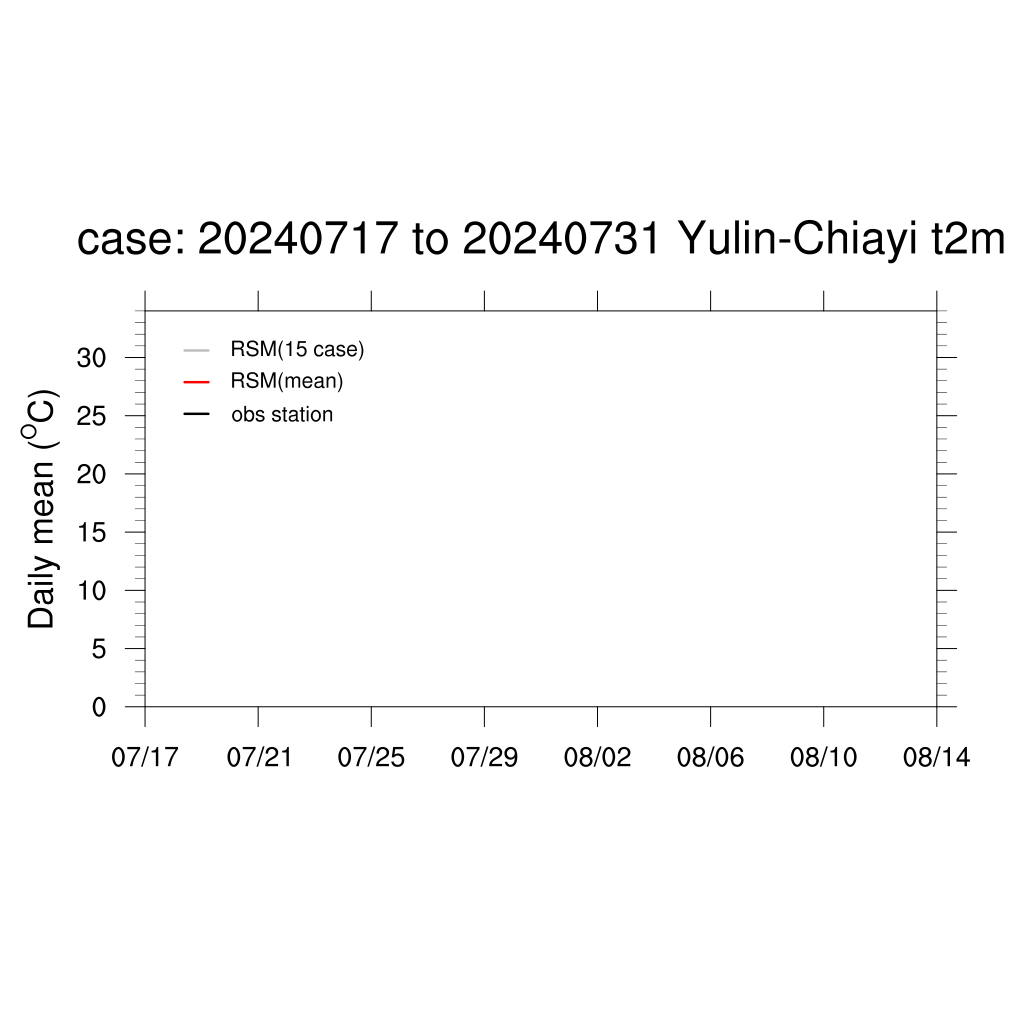 case: 20240717 to 20240731 Yulin-Chiayi t2m
Daily mean (°C)
RSM(15 case)
RSM(mean)
obs station
30
25
20
15
10
5
0
07/17 07/21 07/25 07/29 08/02 08/06 08/10 08/14